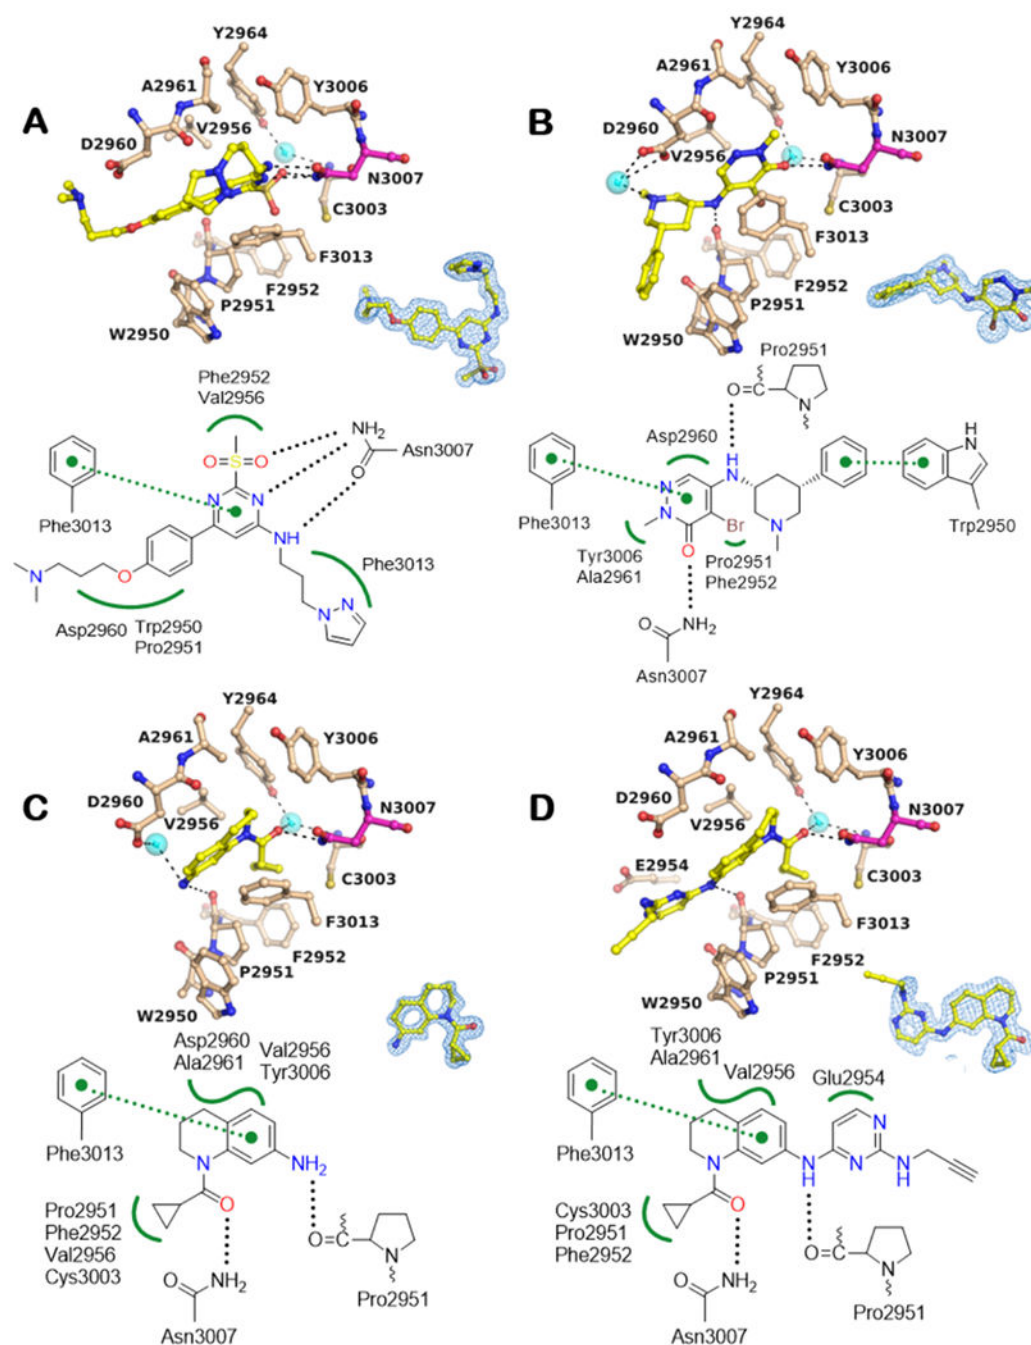 A
Y2964
A2961
Y3006
V2956
D2960
N3007
C3003
F3013
F2952
P2951
W2950
Phe2952
Val2956
NH2
O=S=O
O
Asn3007
N
N
Phe3013
NH
Phe3013
N
O
N
N
Asp2960
Trp2950
Pro2951
B
Y2964
A2961
Y3006
D2960
V2956
N3007
C3003
F3013
F2952
P2951
W2950
Pro2951
O=C
N
Asp2960
H
N
H
N
N
N
Br
N
O
Phe3013
Trp2950
Tyr3006
Ala2961
Pro2951
Phe2952
O
NH2
Asn3007
C
Y2964
A2961
Y3006
D2960
V2956
N3007
C3003
F3013
F2952
P2951
W2950
Asp2960
Ala2961
Val2956
Tyr3006
Phe3013
N
NH2
O
Pro2951
Phe2952
Val2956
Cys3003
O=C
N
O
NH2
Pro2951
Asn3007
D
Y2964
A2961
Y3006
D2960
V2956
N3007
E2954
C3003
F3013
F2952
P2951
W2950
Tyr3006
Ala2961
Val2956
Glu2954
Phe3013
N
N
H
N
N
N
H
O
Cys3003
Pro2951
Phe2952
O=C
N
O
NH2
Pro2951
Asn3007